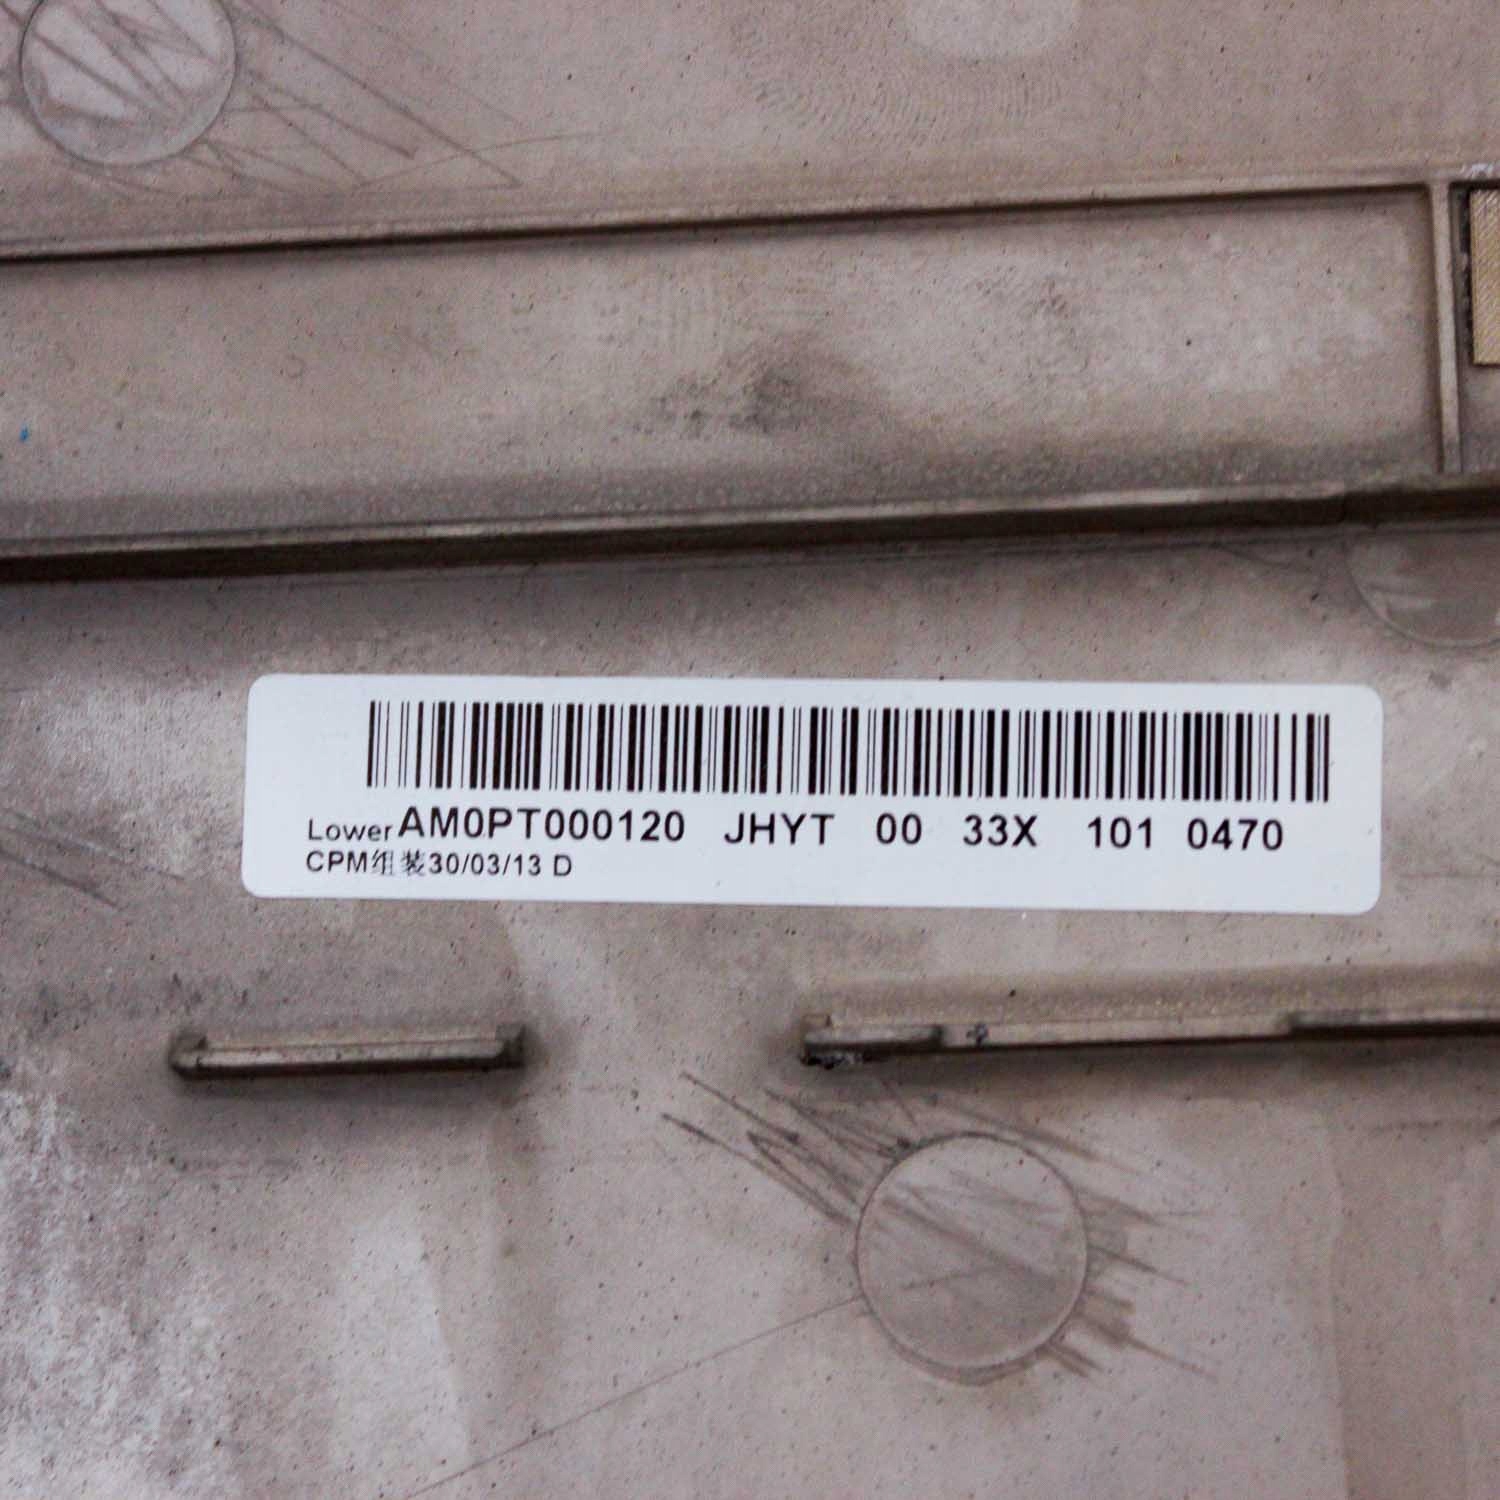 Lower AM0PT000120 JHYT 00 33X 101 0470
CPM组装30/03/13 D